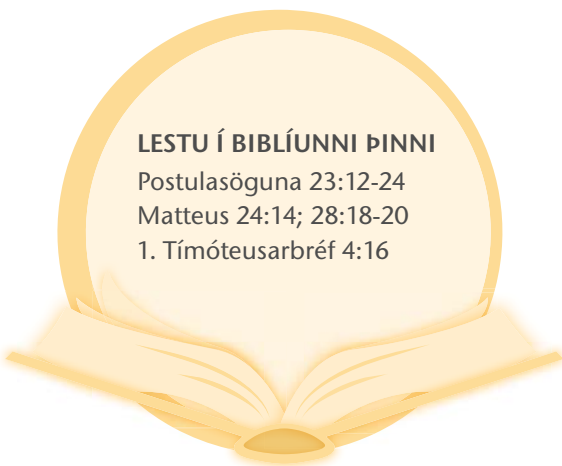 LESTU Í BIBLÍUNNI ÞINNI
Postulasöguna 23:12-24
Matteus 24:14; 28:18-20
1. Tímóteusarbréf 4:16